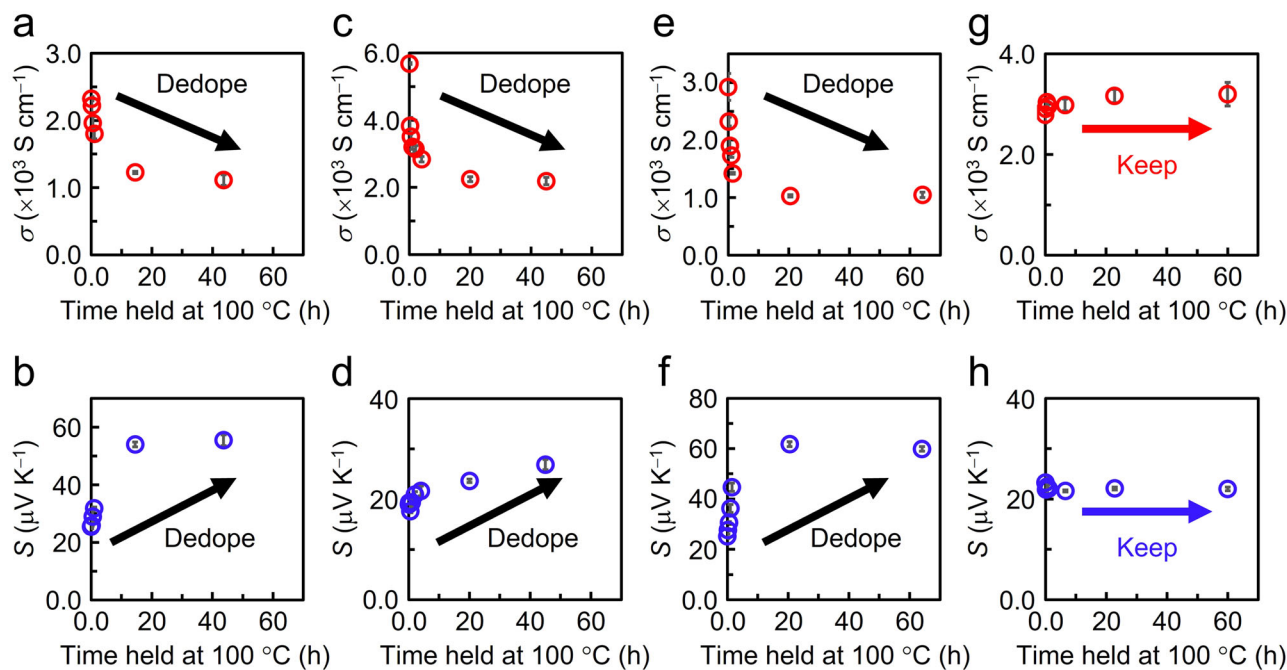 a
3.0
2.0
1.0
0.0
σ (×10³ S cm⁻¹)
Dedope
0.0 20 40 60
Time held at 100 °C (h)
c
6.0
4.0
2.0
0.0
σ (×10³ S cm⁻¹)
Dedope
0.0 20 40 60
Time held at 100 °C (h)
e
3.0
2.0
1.0
0.0
σ (×10³ S cm⁻¹)
Dedope
0.0 20 40 60
Time held at 100 °C (h)
g
4.0
2.0
0.0
σ (×10³ S cm⁻¹)
Keep
0.0 20 40 60
Time held at 100 °C (h)
b
60
40
20
0.0
S (μV K⁻¹)
Dedope
0.0 20 40 60
Time held at 100 °C (h)
d
40
20
0.0
S (μV K⁻¹)
Dedope
0.0 20 40 60
Time held at 100 °C (h)
f
80
60
40
20
0.0
S (μV K⁻¹)
Dedope
0.0 20 40 60
Time held at 100 °C (h)
h
40
20
0.0
S (μV K⁻¹)
Keep
0.0 20 40 60
Time held at 100 °C (h)